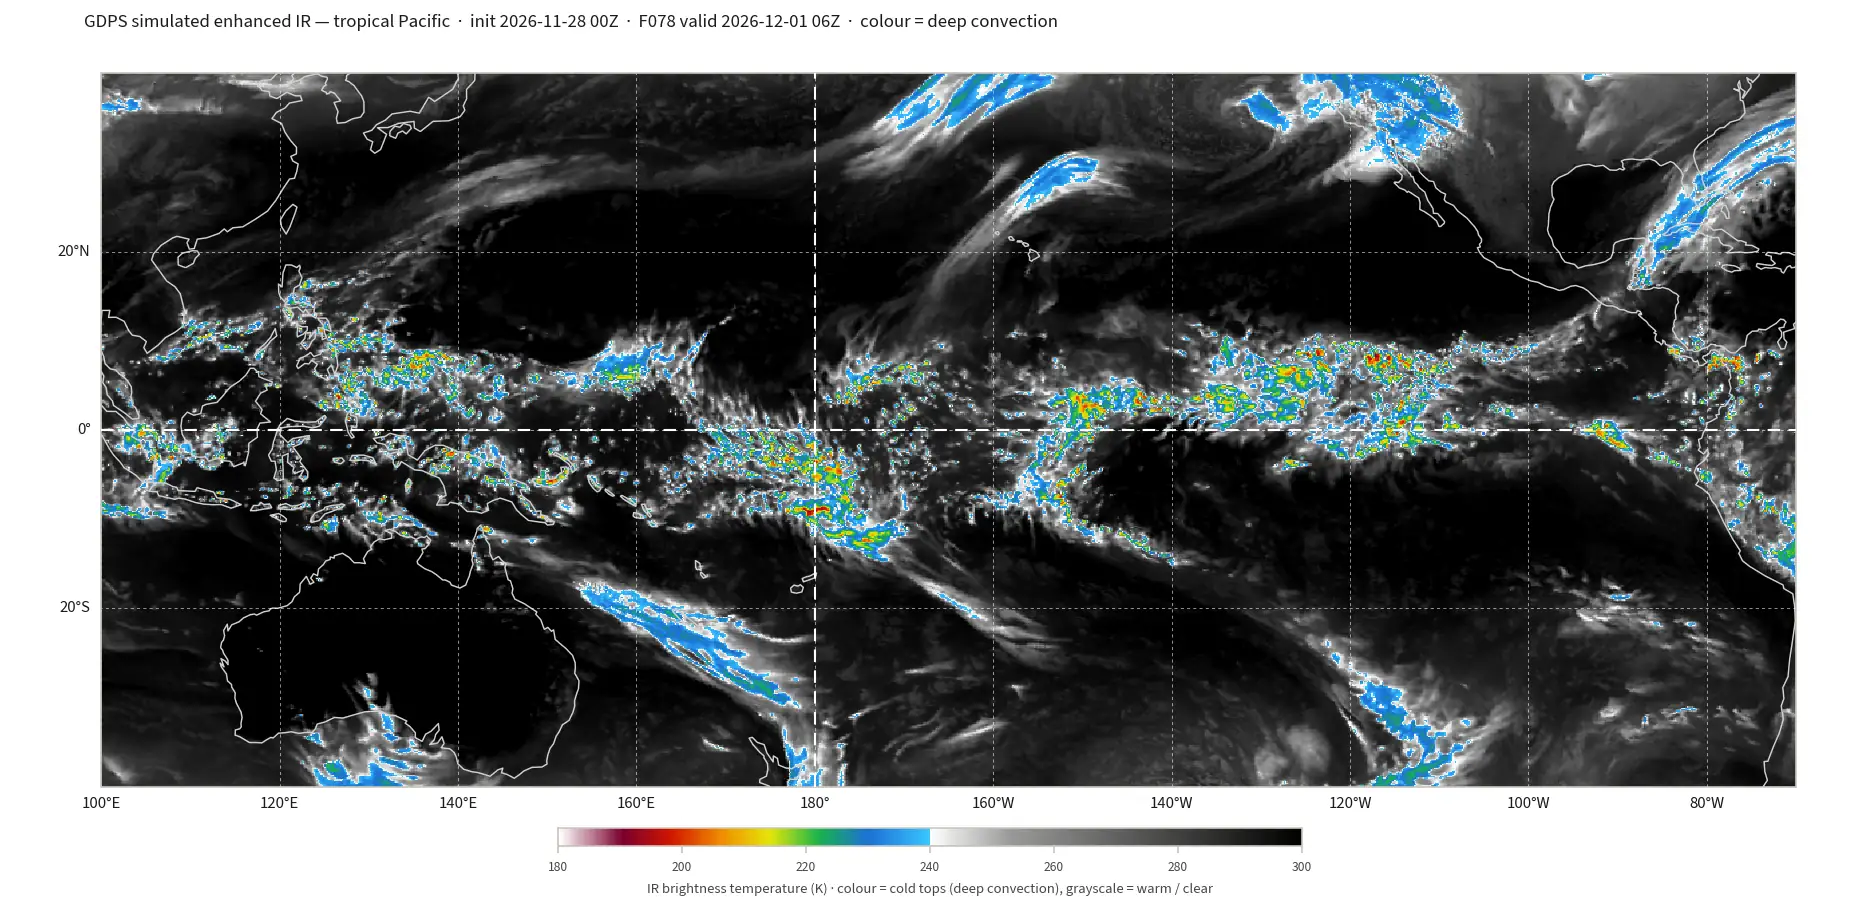 GDPS simulated enhanced IR — tropical Pacific · init 2026-11-28 00Z · F078 valid 2026-12-01 06Z · colour = deep convection
20°N
0°
20°S
100°E 120°E 140°E 160°E 180° 160°W 140°W 120°W 100°W 80°W
180 200 220 240 260 280 300
IR brightness temperature (K) · colour = cold tops (deep convection), grayscale = warm / clear